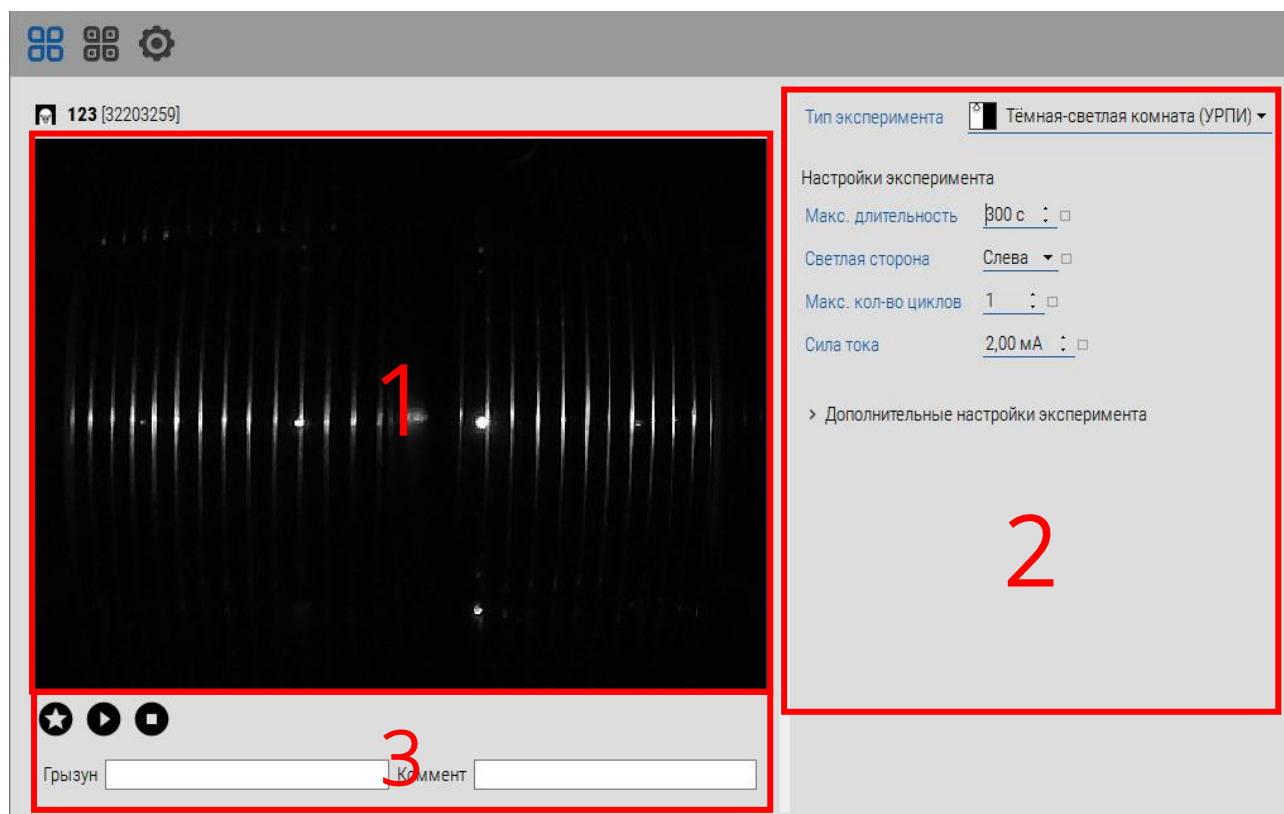 123 [32203259]
1
Тип эксперимента Тёмная-светлая комната (УРПИ)
Настройки эксперимента
Макс. длительность 300 с
Светлая сторона Слева
Макс. кол-во циклов 1
Сила тока 2,00 мА
> Дополнительные настройки эксперимента
2
3
Грызун Коммент